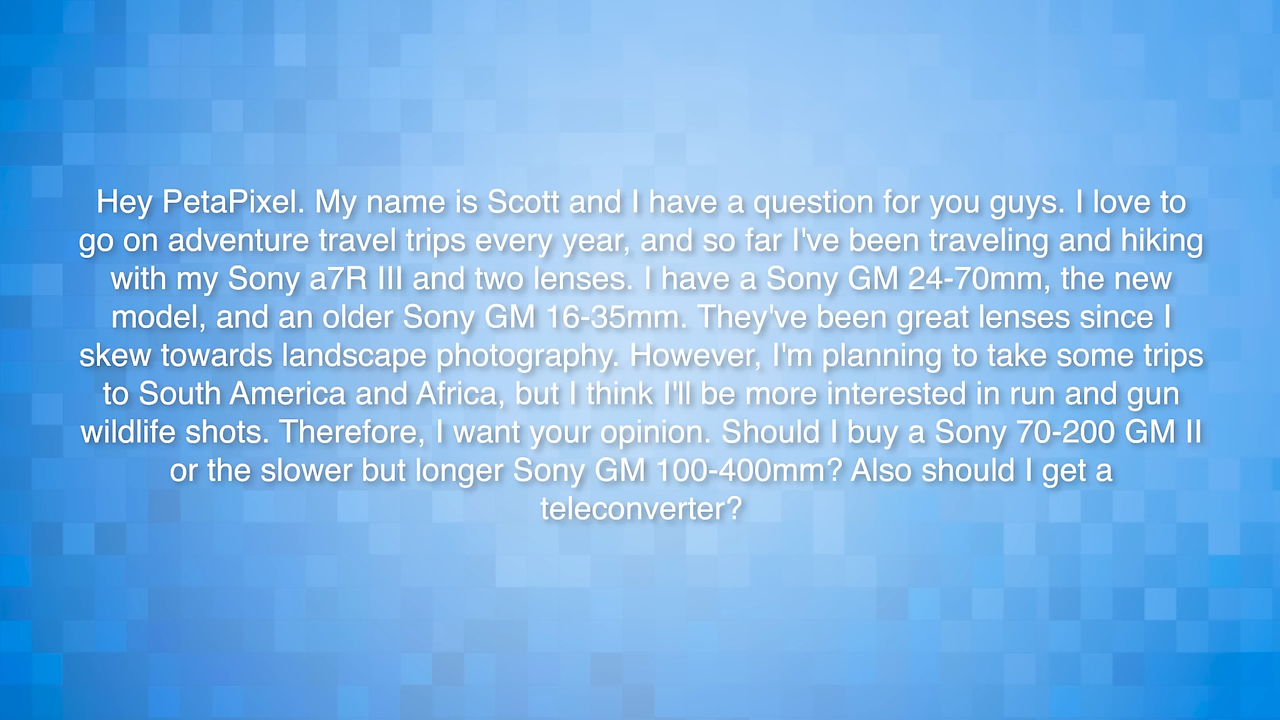 Hey PetaPixel. My name is Scott and I have a question for you guys. I love to
go on adventure travel trips every year, and so far I've been traveling and hiking
with my Sony a7R III and two lenses. I have a Sony GM 24-70mm, the new
model, and an older Sony GM 16-35mm. They've been great lenses since I
skew towards landscape photography. However, I'm planning to take some trips
to South America and Africa, but I think I'll be more interested in run and gun
wildlife shots. Therefore, I want your opinion. Should I buy a Sony 70-200 GM II
or the slower but longer Sony GM 100-400mm? Also should I get a
teleconverter?